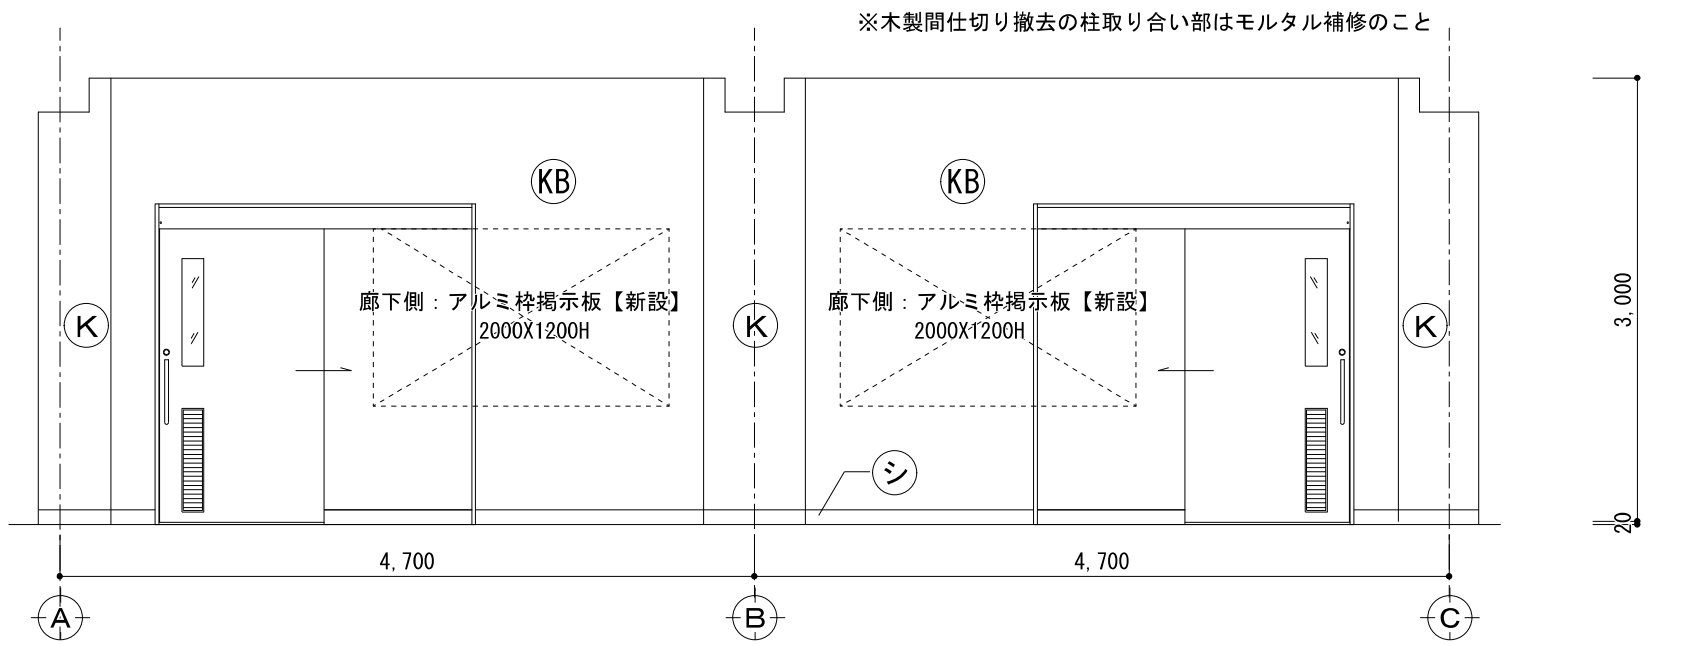 ※木製間仕切り撤去の柱取り合い部はモルタル補修のこと
KB
KB
廊下側：アルミ枠掲示板【新設】
2000X1200H
廊下側：アルミ枠掲示板【新設】
2000X1200H
K
K
K
シ
3,000
20
4,700
4,700
A
B
C